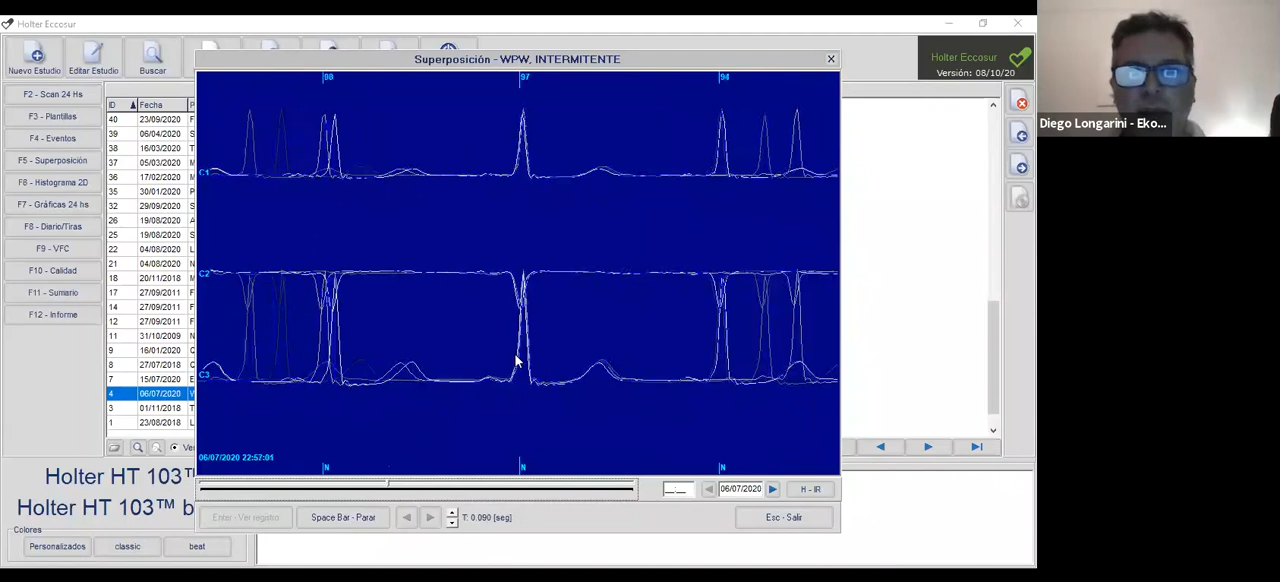 Holter Eccosur
Nuevo Estudio
Editar Estudio
Buscar
Holter Eccosur
Versión: 08/10/20
Diego Longarini - Eko...
F2 - Scan 24 Hs
F3 - Plantillas
F4 - Eventos
F5 - Superposición
F6 - Histograma 2D
F7 - Gráficas 24 hs
F8 - Diario/Tiras
F9 - VFC
F10 - Calidad
F11 - Sumario
F12 - Informe
ID Fecha P
40 23/09/2020 F
39 06/04/2020 S
38 16/03/2020 T
37 05/03/2020 M
36 17/02/2020 M
35 30/01/2020 P
32 29/09/2020 S
26 19/08/2020 A
25 19/08/2020 S
22 04/08/2020 L
21 04/08/2020 N
18 20/11/2018 M
17 27/09/2011 F
14 27/09/2011 F
12 27/09/2011 F
11 31/10/2009 N
9 16/01/2020 Q
8 27/07/2018 G
7 15/07/2020 E
4 06/07/2020
3 01/11/2018 T
1 23/08/2018 L
Ve
Superposición - WPW, INTERMITENTE
97 94
C1
C2
C3
06/07/2020 22:57:01
N N N
__:__ 06/07/2020 H - IR
Entar - Ver registro
Space Bar - Parar
T: 0.090 [seg]
Esc - Salir
Holter HT 103™
Holter HT 103™ b
Colores
Personalizados
classic
beat